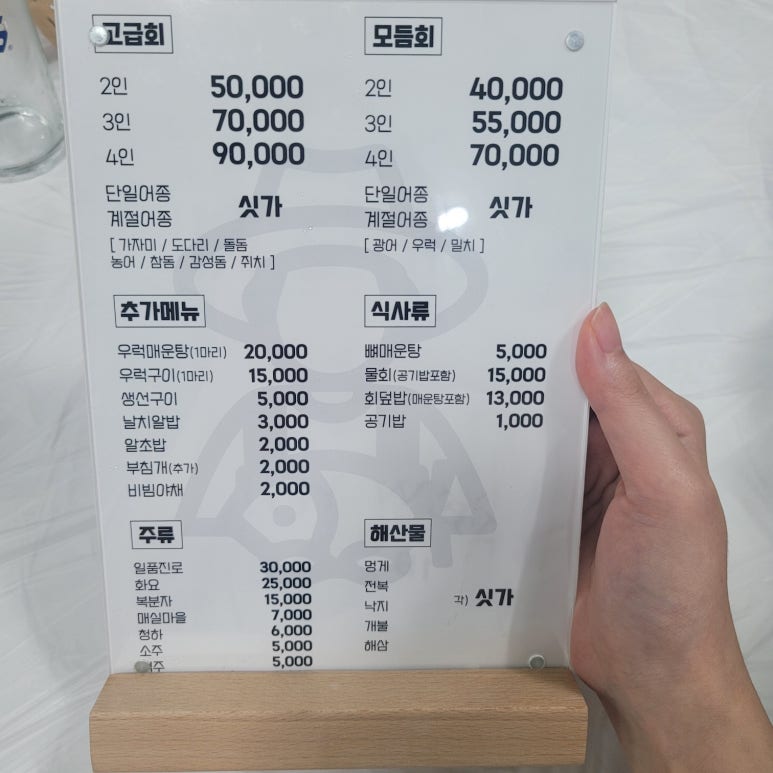 고급회
2인 50,000
3인 70,000
4인 90,000
단일어종
계절어종 싯가
[ 가자미 / 도다리 / 돌돔
농어 / 참돔 / 감성돔 / 쥐치 ]
모듬회
2인 40,000
3인 55,000
4인 70,000
단일어종
계절어종 싯가
[ 광어 / 우럭 / 밀치 ]
추가메뉴
우럭매운탕(1마리) 20,000
우럭구이(1마리) 15,000
생선구이 5,000
날치알밥 3,000
알초밥 2,000
부침개(추가) 2,000
비빔야채 2,000
식사류
뼈매운탕 5,000
물회(공기밥포함) 15,000
회덮밥(매운탕포함) 13,000
공기밥 1,000
주류
일품진로 30,000
화요 25,000
복분자 15,000
매실마을 7,000
청하 6,000
소주 5,000
5,000
해산물
멍게
전복
낙지 각) 싯가
개불
해삼